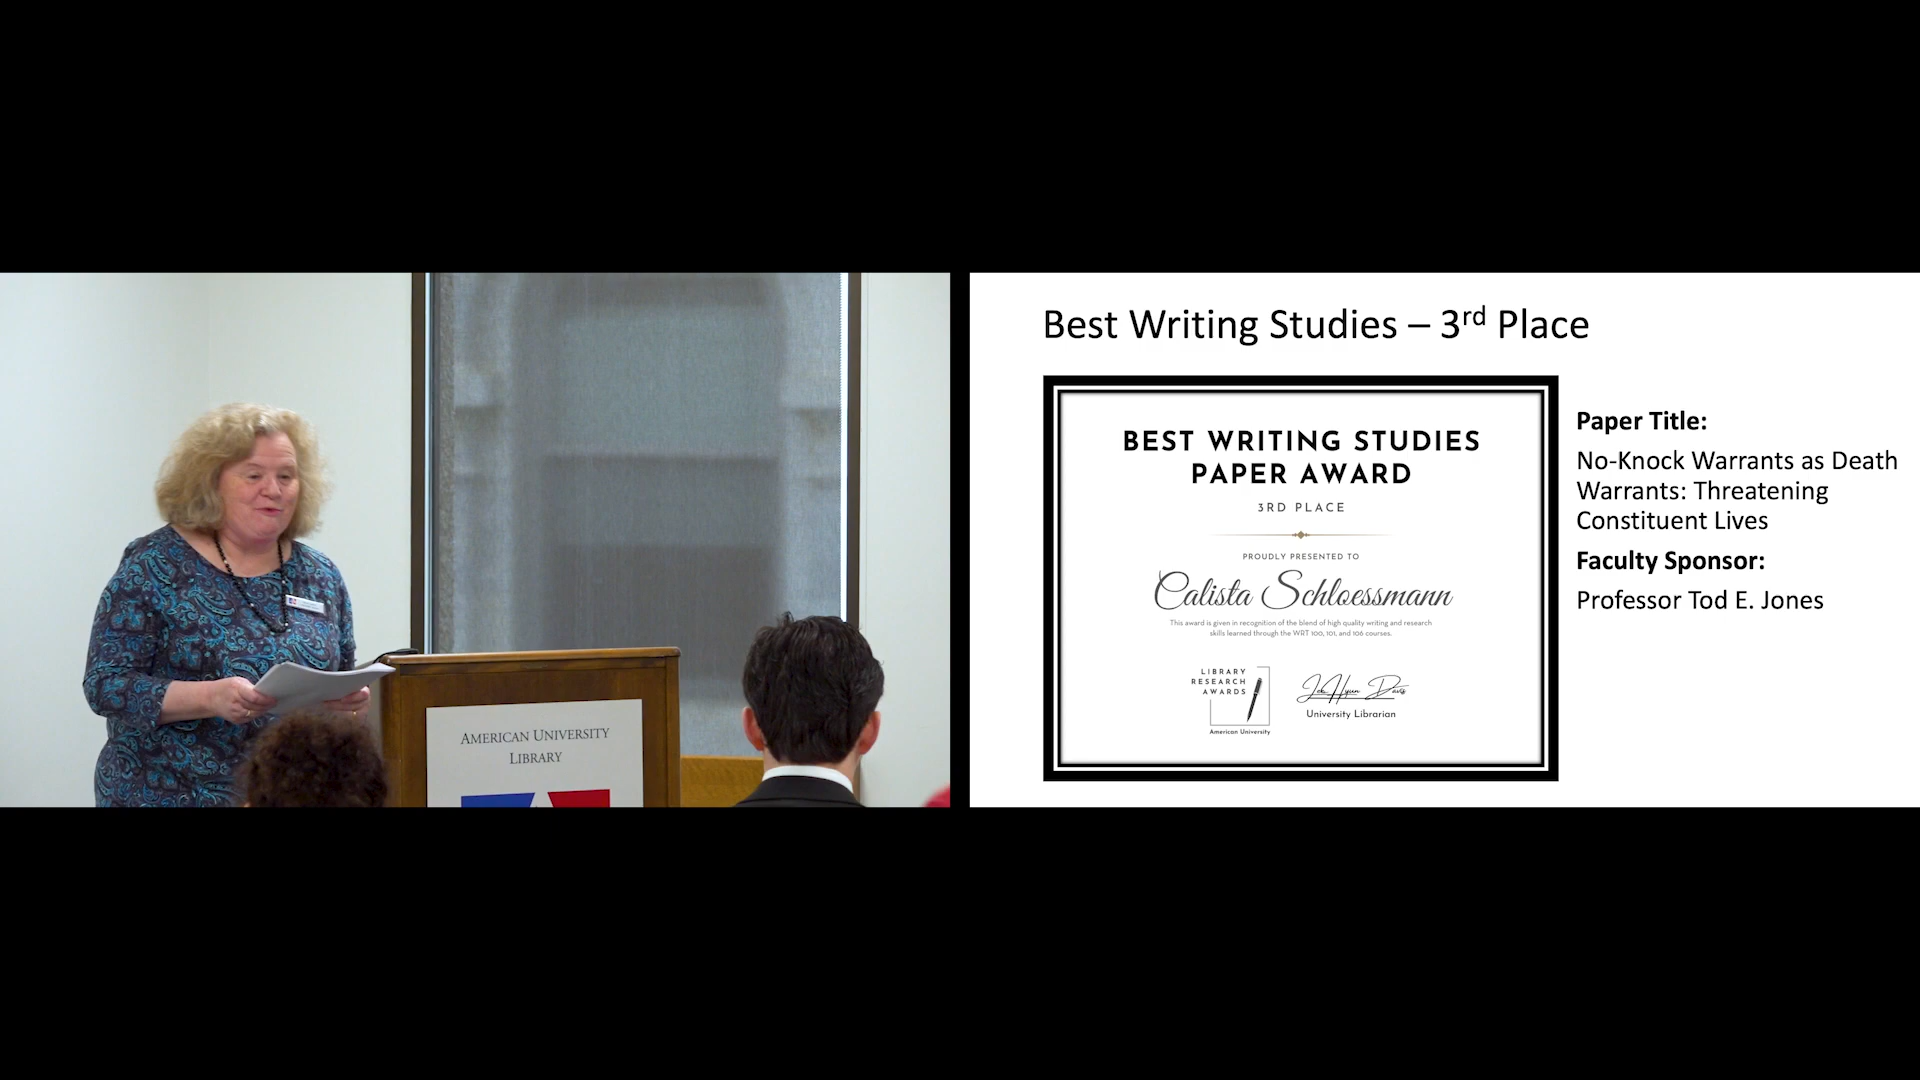 AMERICAN UNIVERSITY
LIBRARY
Best Writing Studies – 3rd Place
BEST WRITING STUDIES
PAPER AWARD
3RD PLACE
PROUDLY PRESENTED TO
Calista Schloessmann
This award is given in recognition of the blend of high quality writing and research
skills learned through the WRT 100, 101, and 106 courses.
LIBRARY
RESEARCH
AWARDS
American University
University Librarian
Paper Title:
No-Knock Warrants as Death
Warrants: Threatening
Constituent Lives
Faculty Sponsor:
Professor Tod E. Jones